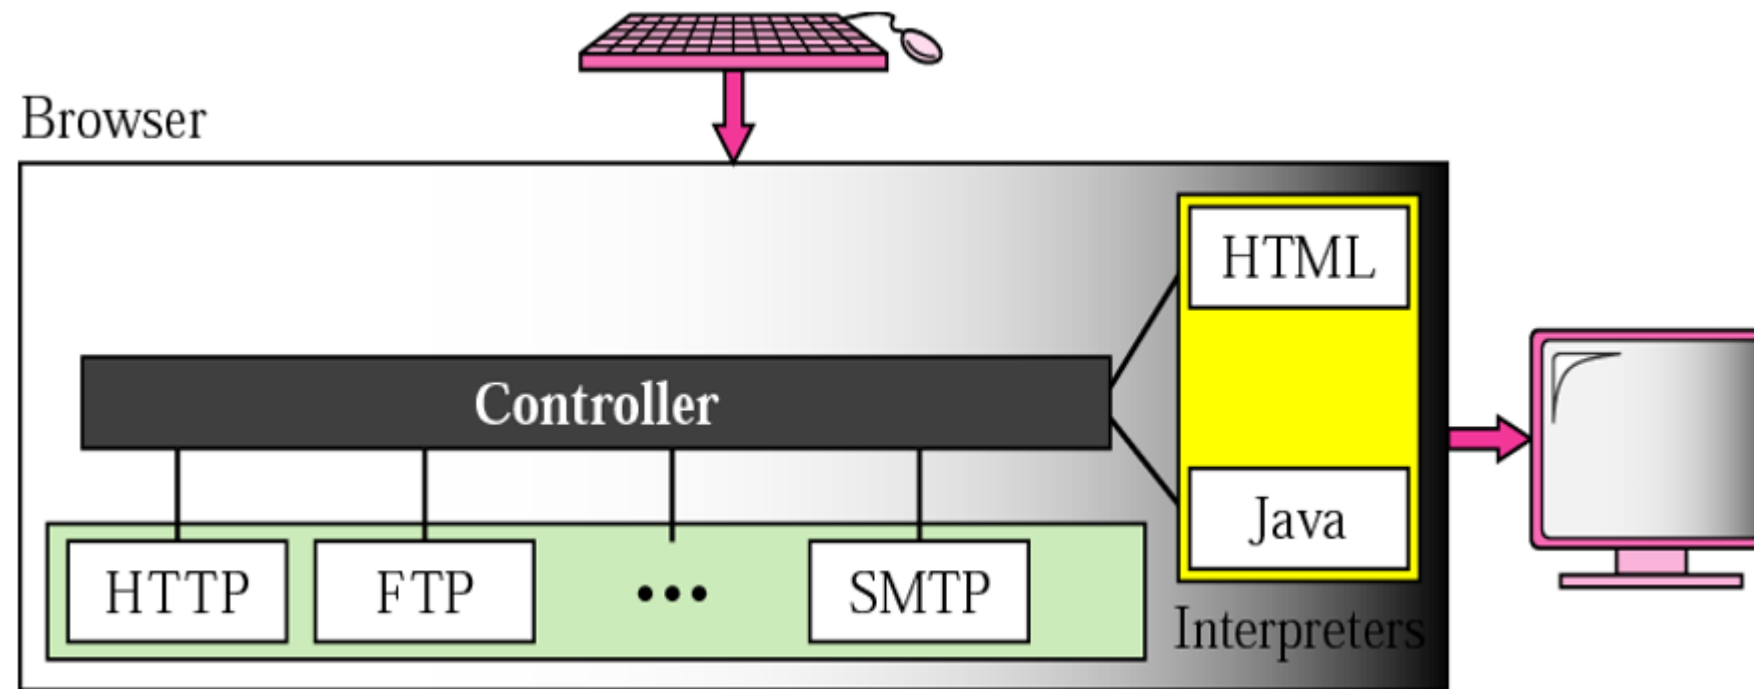 Browser
HTML
Controller
Java
HTTP FTP ••• SMTP
Interpreters